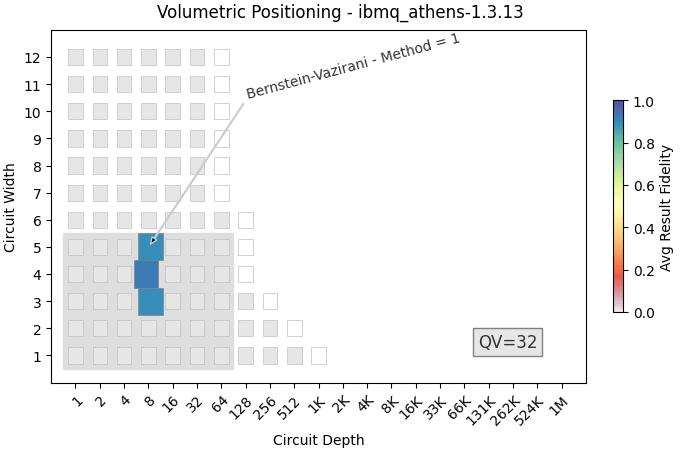 Volumetric Positioning - ibmq_athens-1.3.13
Bernstein-Vazirani - Method = 1
Circuit Width
12
11
10
9
8
7
6
5
4
3
2
1
QV=32
1 2 4 8 16 32 64 128 256 512 1K 2K 4K 8K 16K 33K 66K 131K 262K 524K 1M
Circuit Depth
1.0
0.8
0.6
0.4
0.2
0.0
Avg Result Fidelity